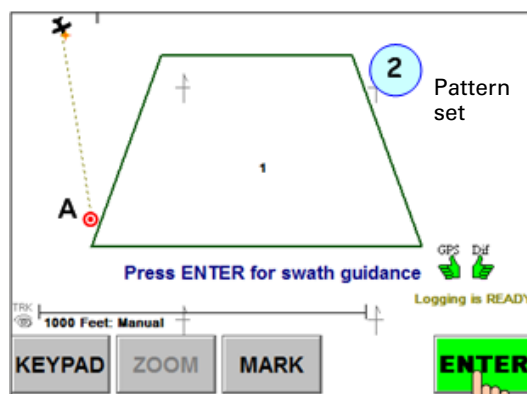 2
Pattern
set
1
A
Press ENTER for swath guidance
GPS Dif
Logging is READY
TRK
1000 Feet: Manual
KEYPAD
ZOOM
MARK
ENTER